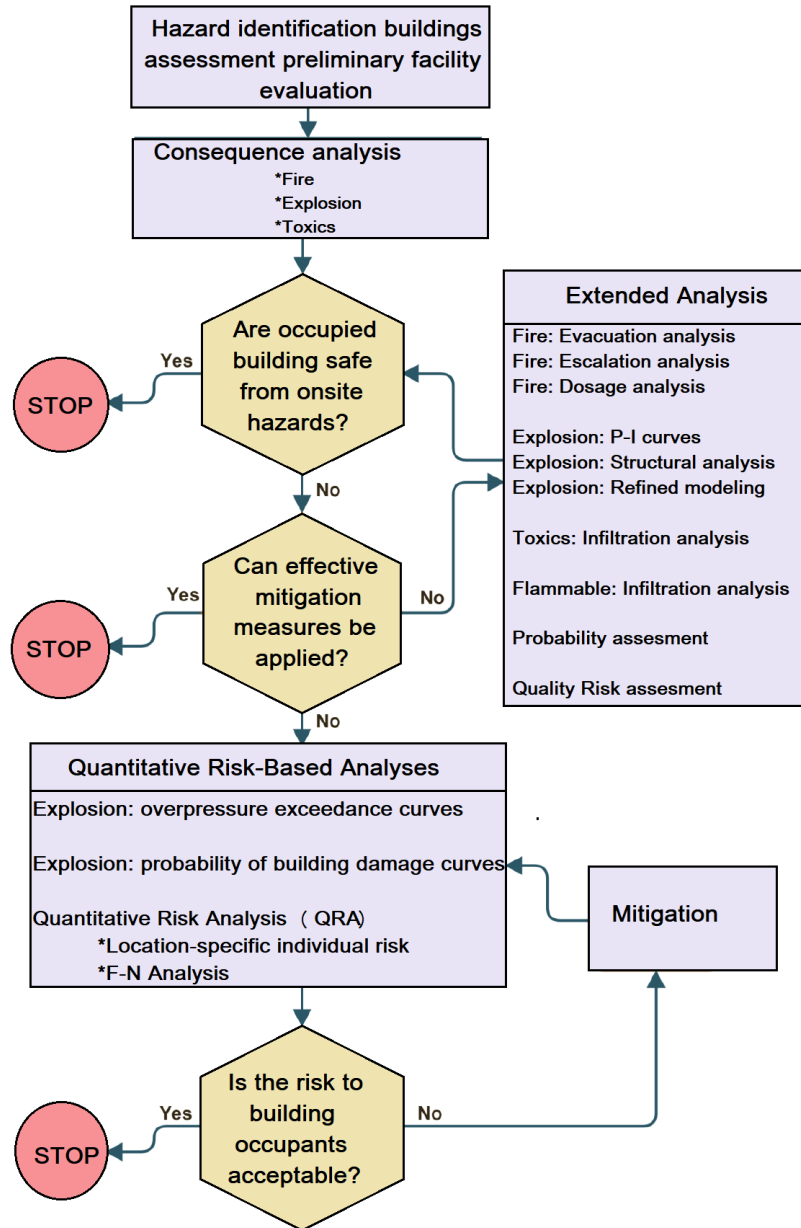 Hazard identification buildings
assessment preliminary facility
evaluation
Consequence analysis
*Fire
*Explosion
*Toxics
Are occupied
building safe
from onsite
hazards?
Yes
STOP
No
Extended Analysis
Fire: Evacuation analysis
Fire: Escalation analysis
Fire: Dosage analysis
Explosion: P-I curves
Explosion: Structural analysis
Explosion: Refined modeling
Toxics: Infiltration analysis
Flammable: Infiltration analysis
Probability assesment
Quality Risk assesment
Can effective
mitigation
measures be
applied?
Yes
STOP
No
No
Quantitative Risk-Based Analyses
Explosion: overpressure exceedance curves
Explosion: probability of building damage curves
Quantitative Risk Analysis ( QRA)
*Location-specific individual risk
*F-N Analysis
.
Mitigation
Is the risk to
building
occupants
acceptable?
Yes
STOP
No